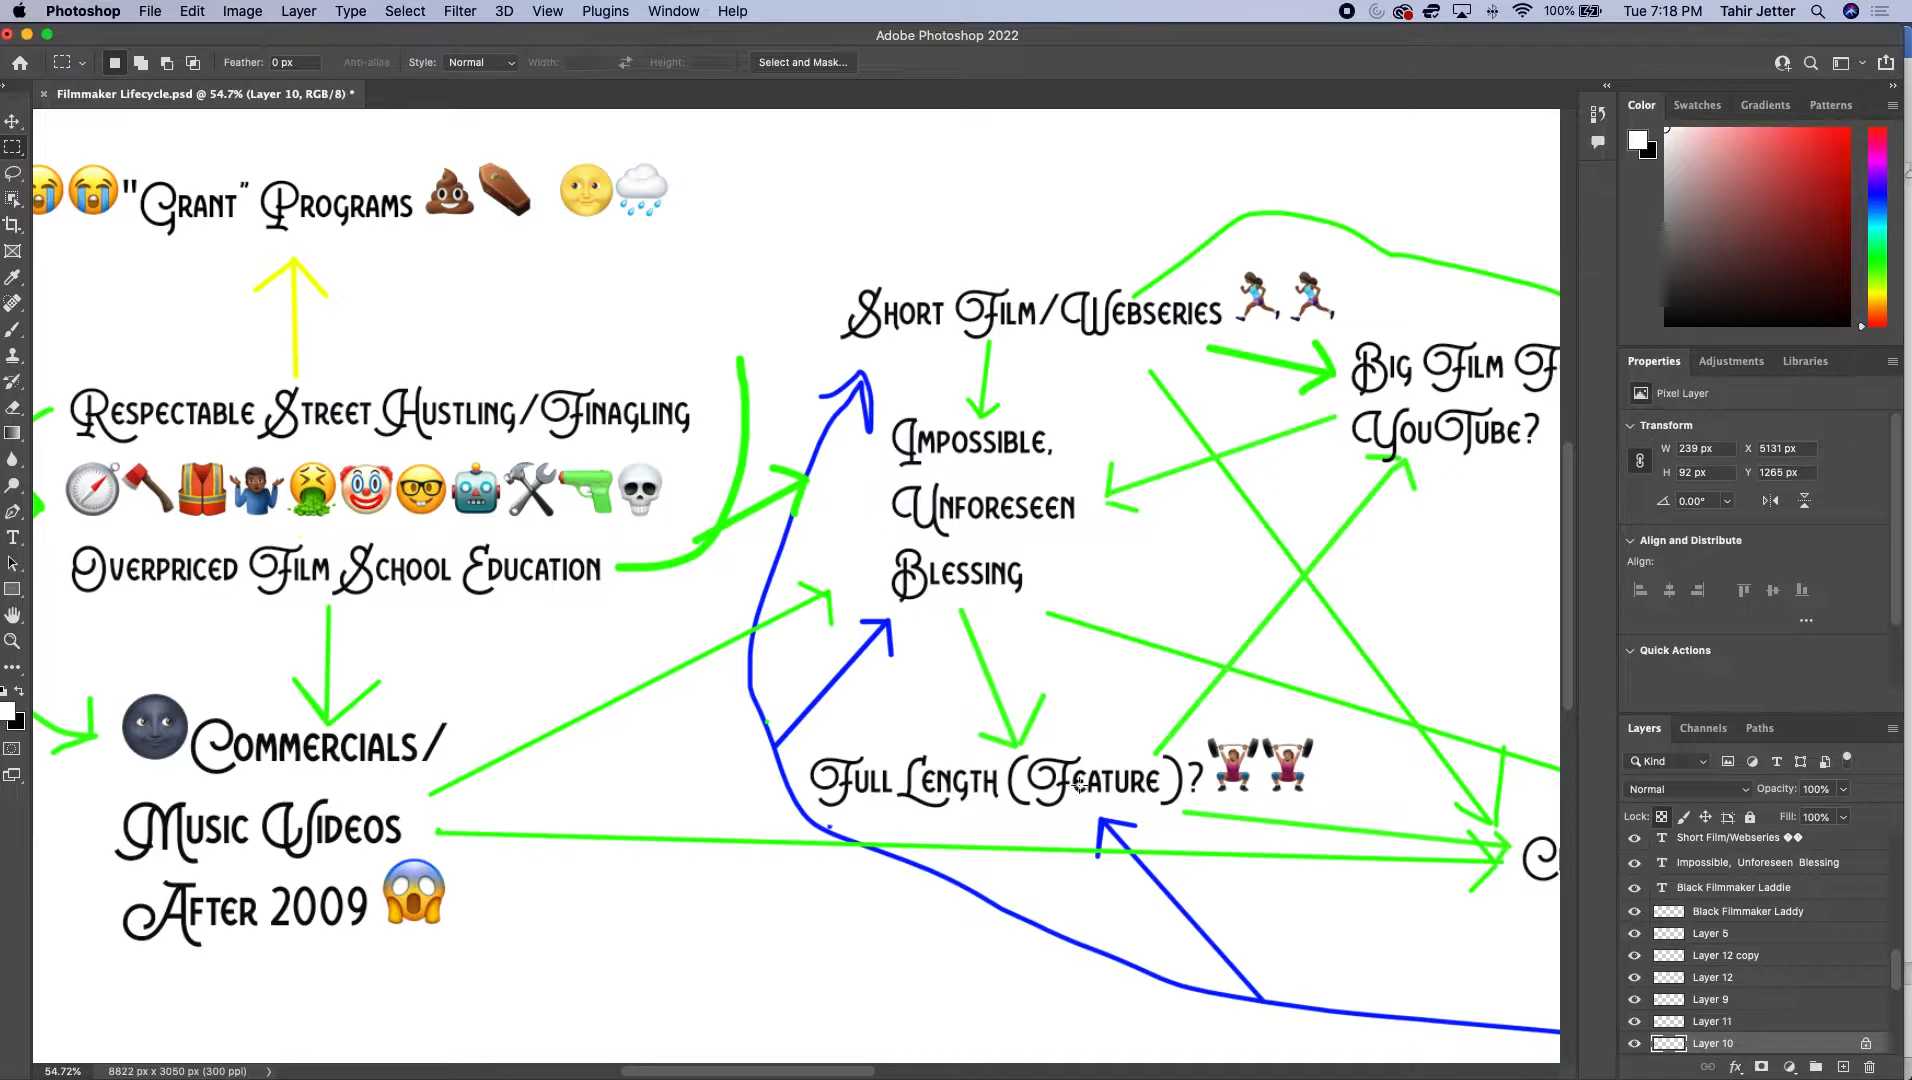 Photoshop File Edit Image Layer Type Select Filter 3D View Plugins Window Help
100% Tue 7:18 PM Tahir Jetter
Adobe Photoshop 2022
Feather: 0 px Anti-alias Style: Normal Width: Height: Select and Mask...
Filmmaker Lifecycle.psd @ 54.7% (Layer 10, RGB/8) *
"Grant" Programs
Short Film/Webseries
Big Film F
YouTube?
Respectable Street Hustling/Finagling
Impossible,
Unforeseen
Blessing
Overpriced Film School Education
Commercials/
Music Videos
After 2009
Full Length (Feature)?
C
Color Swatches Gradients Patterns
Properties Adjustments Libraries
Pixel Layer
Transform
W 239 px X 5131 px
H 92 px Y 1265 px
0.00°
Align and Distribute
Align:
Quick Actions
Layers Channels Paths
Kind
Normal Opacity: 100%
Lock: Fill: 100%
Short Film/Webseries
Impossible, Unforeseen Blessing
Black Filmmaker Laddie
Black Filmmaker Laddy
Layer 5
Layer 12 copy
Layer 12
Layer 9
Layer 11
Layer 10
54.72% 8822 px x 3050 px (300 ppi)